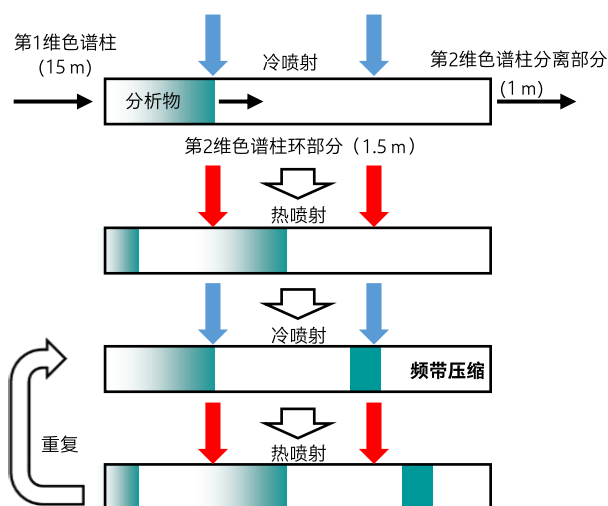 第1维色谱柱
(15 m)
冷喷射
第2维色谱柱分离部分
(1 m)
分析物
第2维色谱柱环部分（1.5 m）
热喷射
冷喷射
频带压缩
重复
热喷射